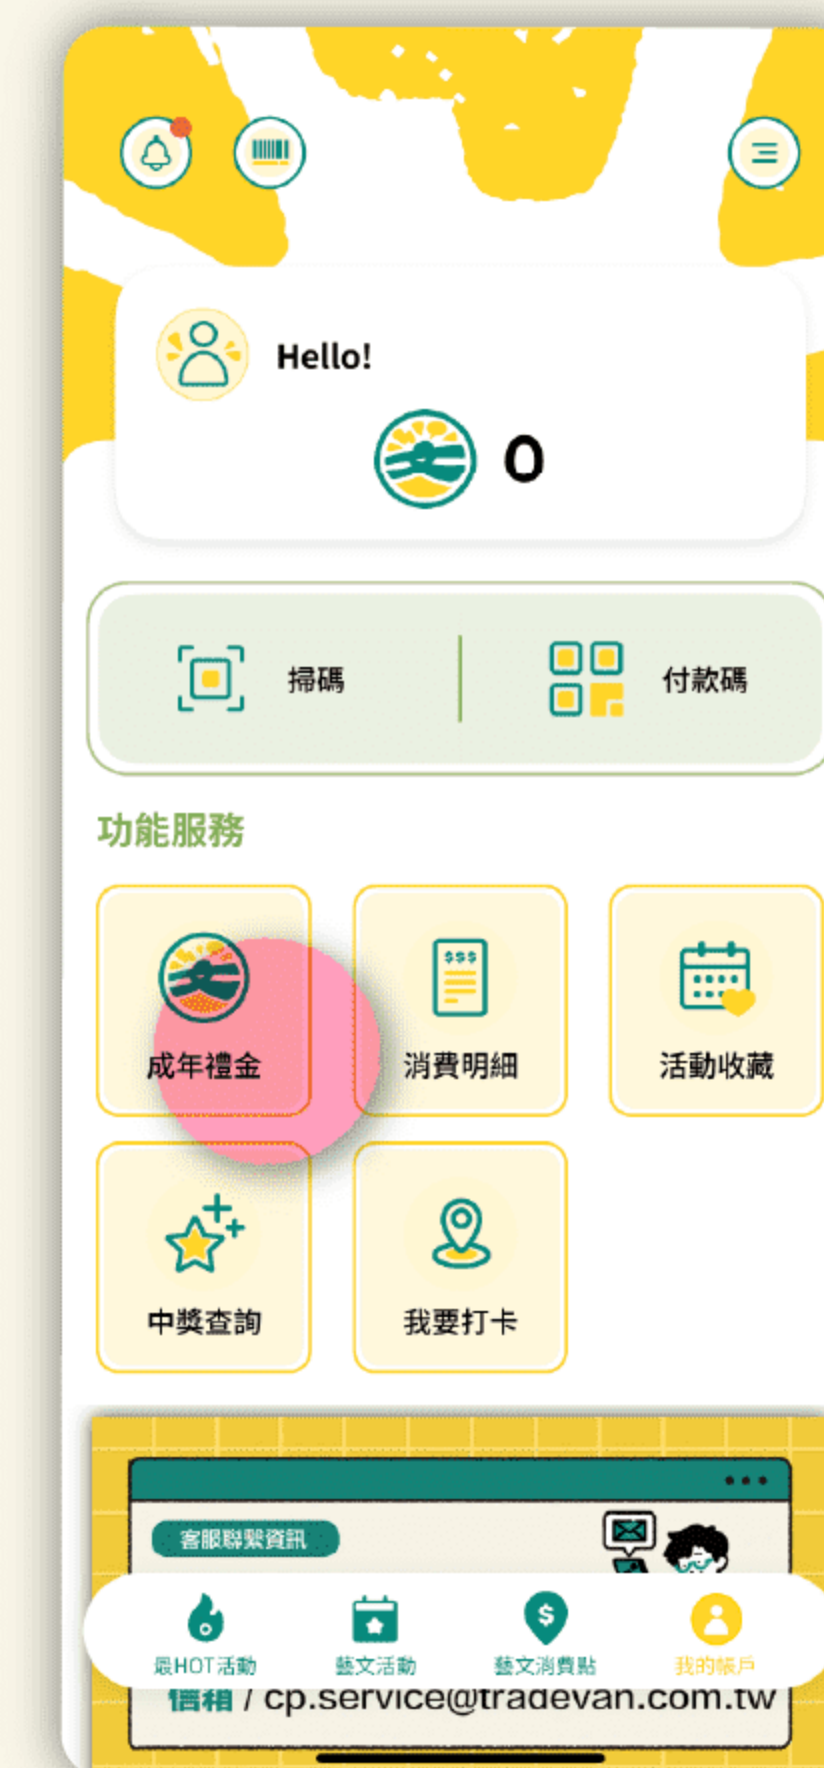 Hello!
0
掃碼
付款碼
功能服務
成年禮金
$$$
消費明細
活動收藏
中獎查詢
我要打卡
客服聯繫資訊
最HOT活動
藝文活動
$
藝文消費點
我的帳戶
信箱 / cp.service@tradevan.com.tw